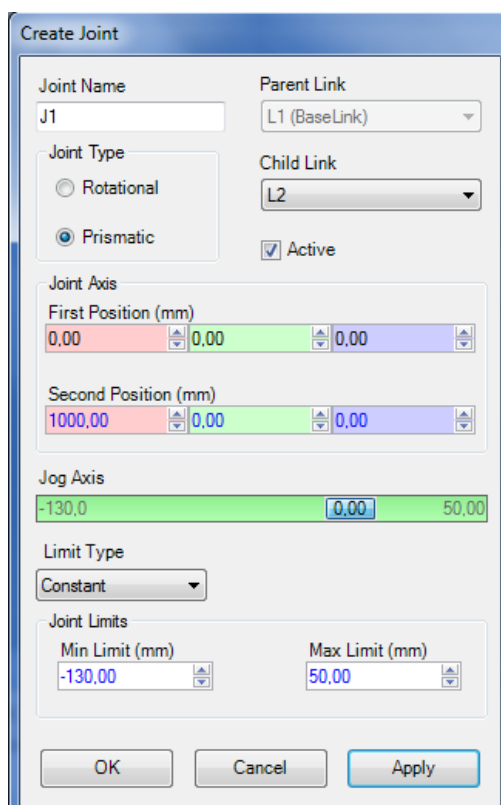 Create Joint
Joint Name
Parent Link
J1
L1 (BaseLink)
Joint Type
Child Link
Rotational
L2
Prismatic
Active
Joint Axis
First Position (mm)
0,00 0,00 0,00
Second Position (mm)
1000,00 0,00 0,00
Jog Axis
-130,0 0,00 50,00
Limit Type
Constant
Joint Limits
Min Limit (mm) Max Limit (mm)
-130,00 50,00
OK Cancel Apply